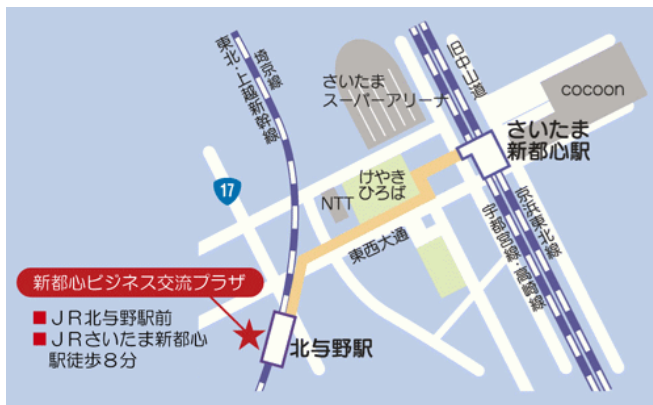 埼京線
東北・上越新幹線
さいたま
スーパーアリーナ
旧中山道
cocoon
さいたま
新都心駅
けやき
ひろば
NTT
17
東西大通
京浜東北線
宇都宮線・高崎線
新都心ビジネス交流プラザ
■ＪＲ北与野駅前
■ＪＲさいたま新都心
駅徒歩８分
北与野駅